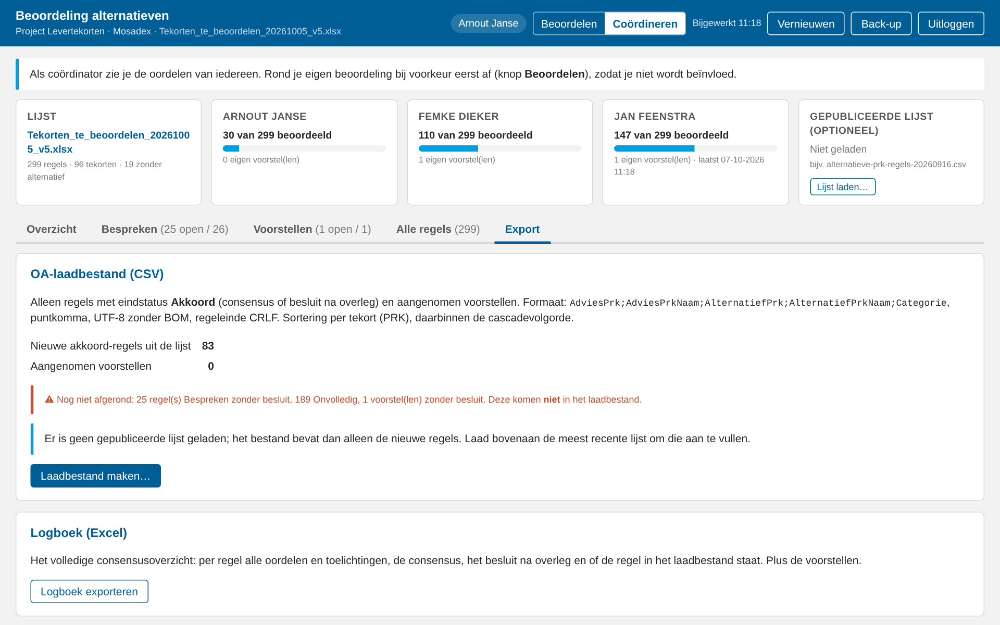 Beoordeling alternatieven
Project Levertekorten · Mosadex · Tekorten_te_beoordelen_20261005_v5.xlsx
Arnout Janse
Beoordelen
Coördineren
Bijgewerkt 11:18
Vernieuwen
Back-up
Uitloggen
Als coördinator zie je de oordelen van iedereen. Rond je eigen beoordeling bij voorkeur eerst af (knop Beoordelen), zodat je niet wordt beïnvloed.
LIJST
Tekorten_te_beoordelen_2026100
5_v5.xlsx
299 regels · 96 tekorten · 19 zonder
alternatief
ARNOUT JANSE
30 van 299 beoordeeld
0 eigen voorstel(len)
FEMKE DIEKER
110 van 299 beoordeeld
1 eigen voorstel(len)
JAN FEENSTRA
147 van 299 beoordeeld
1 eigen voorstel(len) · laatst 07-10-2026
11:18
GEPUBLICEERDE LIJST
(OPTIONEEL)
Niet geladen
bijv. alternatieve-prk-regels-20260916.csv
Lijst laden…
Overzicht
Bespreken (25 open / 26)
Voorstellen (1 open / 1)
Alle regels (299)
Export
OA-laadbestand (CSV)
Alleen regels met eindstatus Akkoord (consensus of besluit na overleg) en aangenomen voorstellen. Formaat: AdviesPrk;AdviesPrkNaam;AlternatiefPrk;AlternatiefPrkNaam;Categorie,
puntkomma, UTF-8 zonder BOM, regeleinde CRLF. Sortering per tekort (PRK), daarbinnen de cascadevolgorde.
Nieuwe akkoord-regels uit de lijst 83
Aangenomen voorstellen 0
⚠ Nog niet afgerond: 25 regel(s) Bespreken zonder besluit, 189 Onvolledig, 1 voorstel(len) zonder besluit. Deze komen niet in het laadbestand.
Er is geen gepubliceerde lijst geladen; het bestand bevat dan alleen de nieuwe regels. Laad bovenaan de meest recente lijst om die aan te vullen.
Laadbestand maken…
Logboek (Excel)
Het volledige consensusoverzicht: per regel alle oordelen en toelichtingen, de consensus, het besluit na overleg en of de regel in het laadbestand staat. Plus de voorstellen.
Logboek exporteren